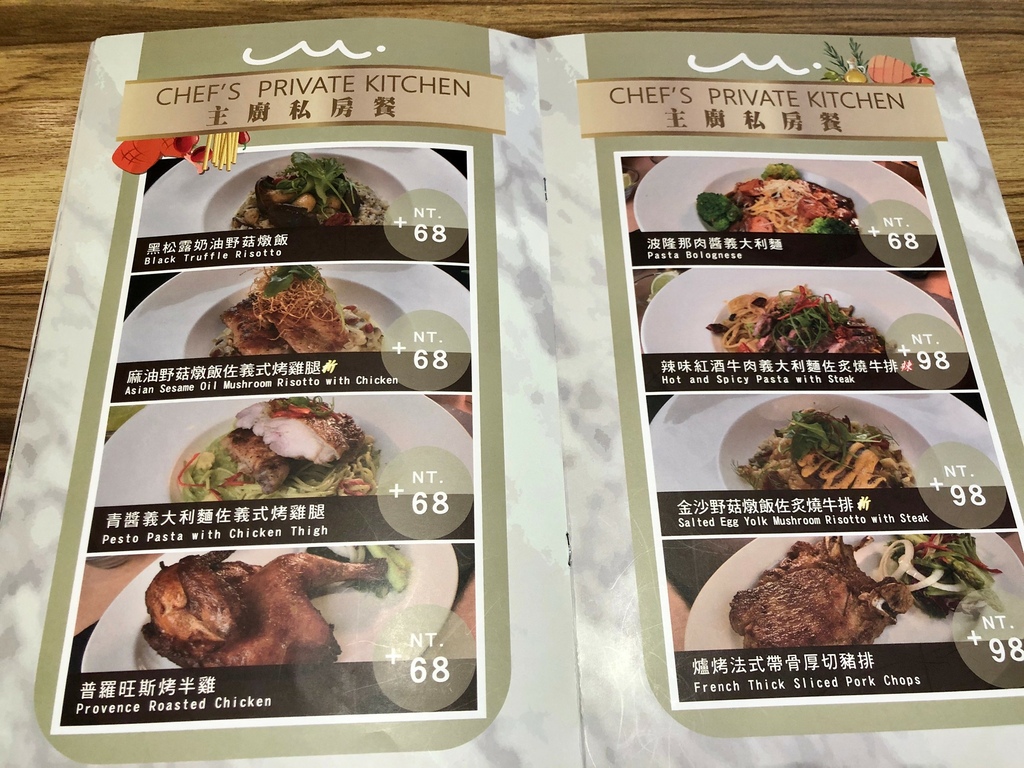 CHEF'S PRIVATE KITCHEN
主廚私房餐
黑松露奶油野菇燉飯
Black Truffle Risotto
+ NT. 68
麻油野菇燉飯佐義式烤雞腿 新
Asian Sesame Oil Mushroom Risotto with Chicken
+ NT. 68
青醬義大利麵佐義式烤雞腿
Pesto Pasta with Chicken Thigh
+ NT. 68
普羅旺斯烤半雞
Provence Roasted Chicken
+ NT. 68
CHEF'S PRIVATE KITCHEN
主廚私房餐
波隆那肉醬義大利麵
Pasta Bolognese
+ NT. 68
辣味紅酒牛肉義大利麵佐炙燒牛排
Hot and Spicy Pasta with Steak
+ NT. 98
金沙野菇燉飯佐炙燒牛排 新
Salted Egg Yolk Mushroom Risotto with Steak
+ NT. 98
爐烤法式帶骨厚切豬排
French Thick Sliced Pork Chops
+ NT. 98